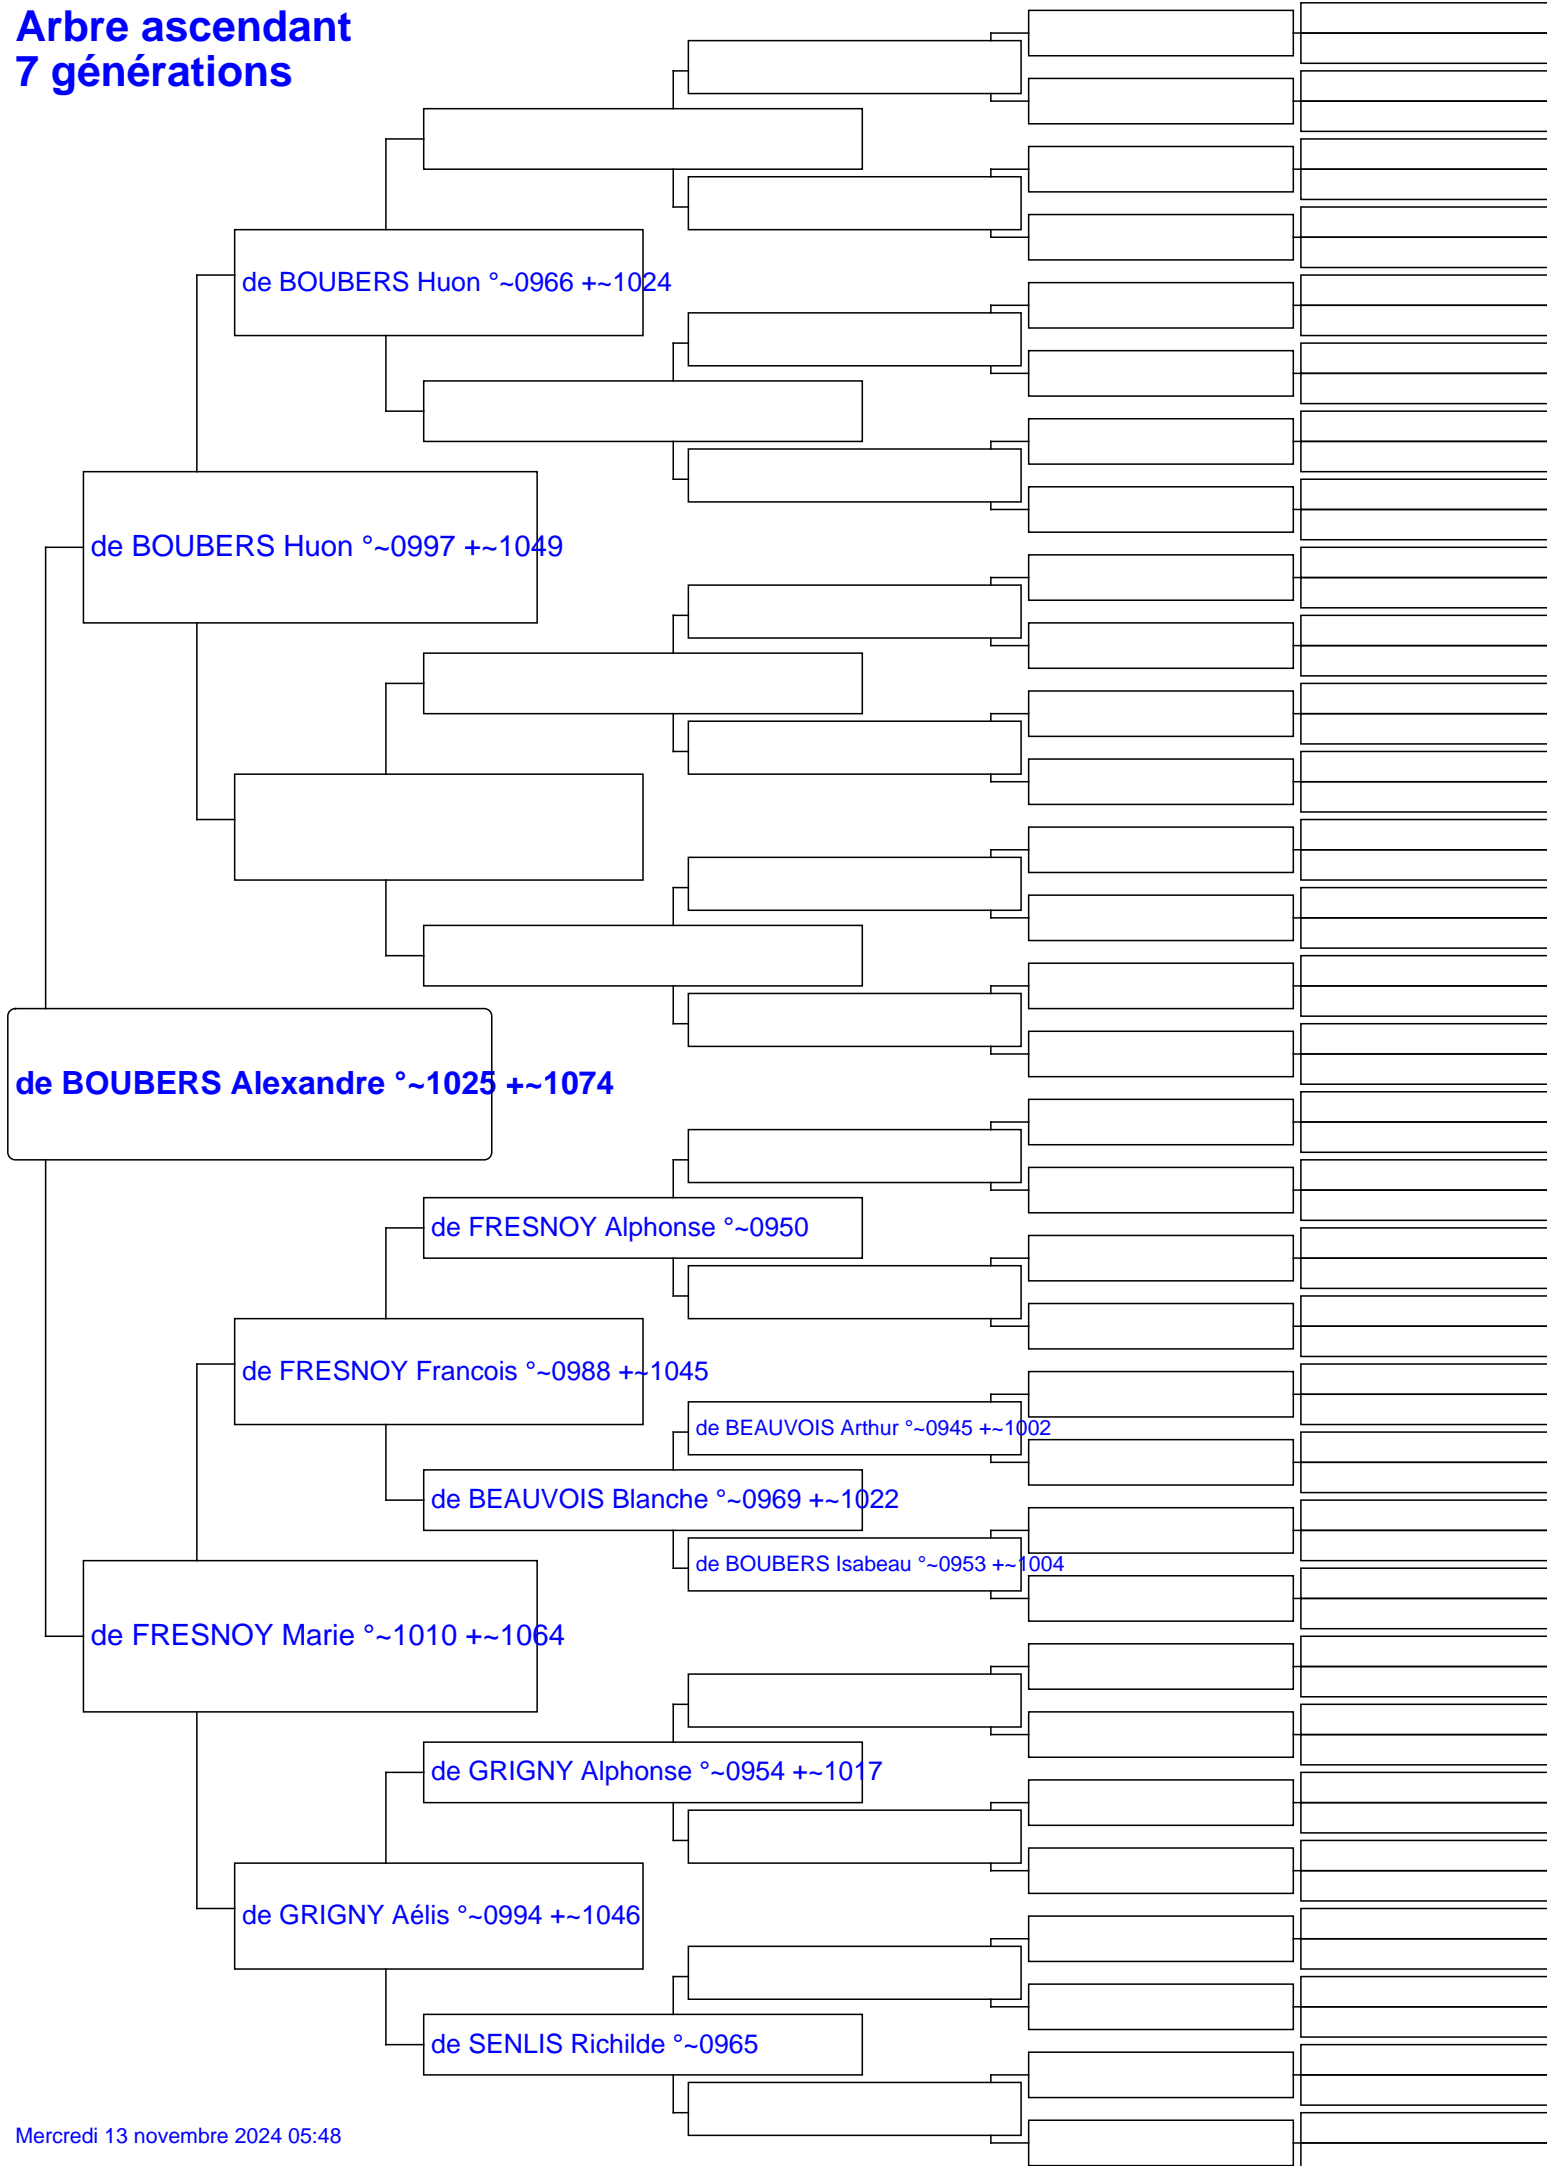 Arbre ascendant
7 générations
de BOUBERS Huon °~0966 +~1024
de BOUBERS Huon °~0997 +~1049
de BOUBERS Alexandre °~1025 +~1074
de FRESNOY Alphonse °~0950
de FRESNOY Francois °~0988 +~1045
de BEAUVOIS Arthur °~0945 +~1002
de BEAUVOIS Blanche °~0969 +~1022
de BOUBERS Isabeau °~0953 +~1004
de FRESNOY Marie °~1010 +~1064
de GRIGNY Alphonse °~0954 +~1017
de GRIGNY Aélis °~0994 +~1046
de SENLIS Richilde °~0965
Mercredi 13 novembre 2024 05:48